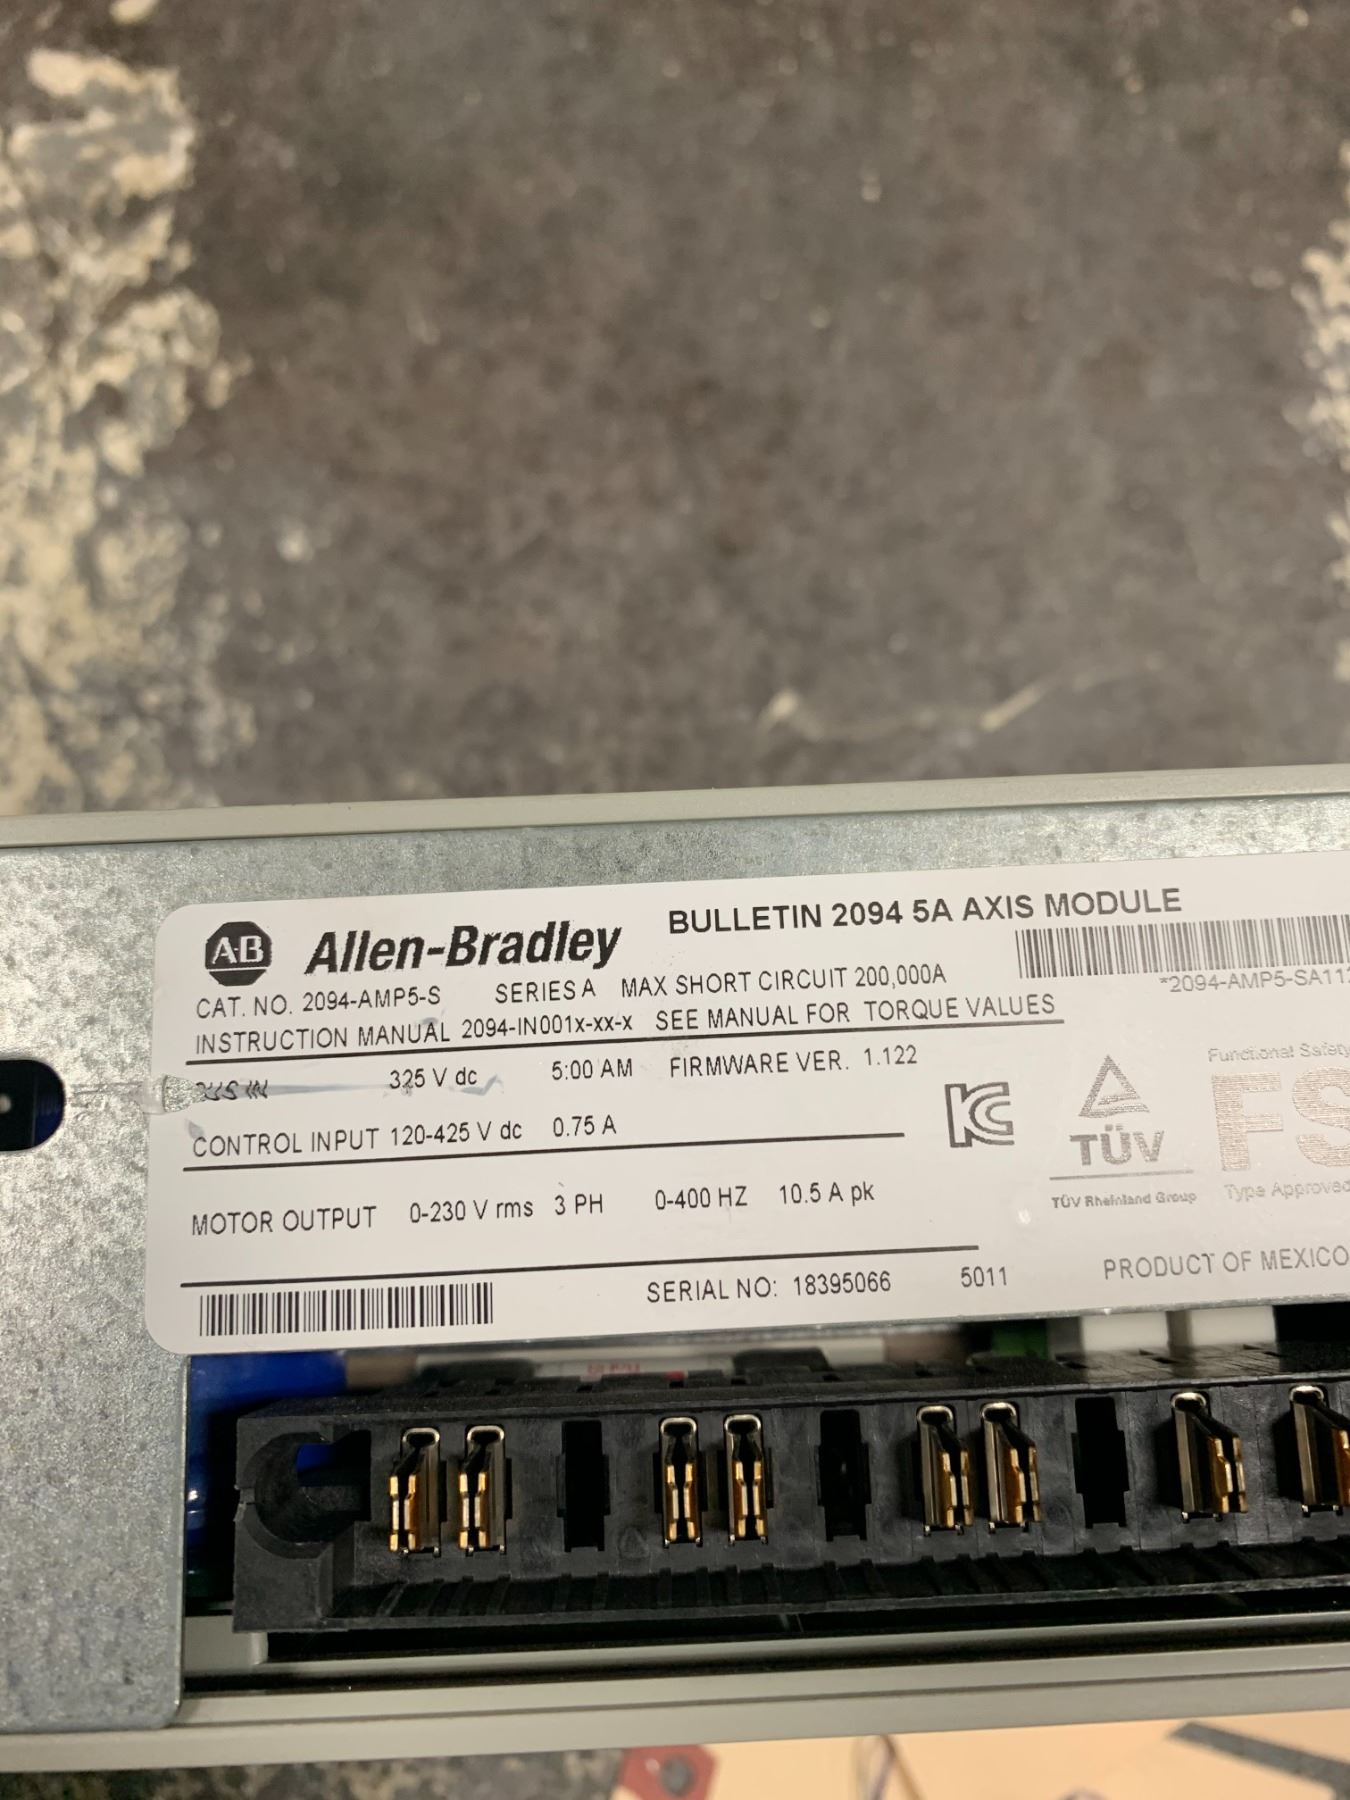 AB Allen-Bradley BULLETIN 2094 5A AXIS MODULE
CAT. NO. 2094-AMP5-S SERIES A MAX SHORT CIRCUIT 200,000A
*2094-AMP5-SA112
INSTRUCTION MANUAL 2094-IN001x-xx-x SEE MANUAL FOR TORQUE VALUES
325 V dc 5:00 AM FIRMWARE VER. 1.122
CONTROL INPUT 120-425 V dc 0.75 A
MOTOR OUTPUT 0-230 V rms 3 PH 0-400 HZ 10.5 A pk
KC
TÜV
TÜV Rheinland Group
Functional Safety
FS
Type Approved
SERIAL NO: 18395066 5011 PRODUCT OF MEXICO